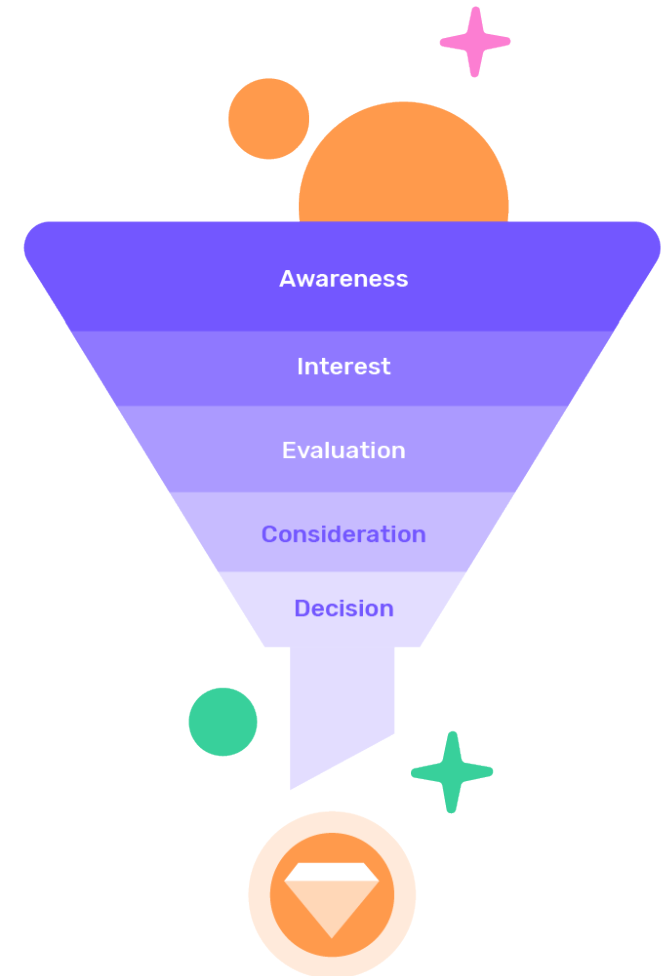 Awareness
Interest
Evaluation
Consideration
Decision